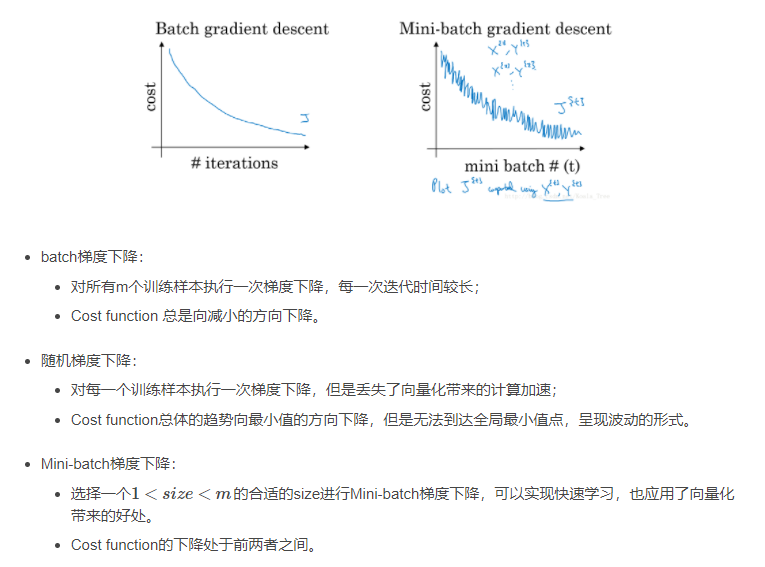 Batch gradient descent
Mini-batch gradient descent
cost
J
# iterations
cost
X^{1}, Y^{1}
X^{2}, Y^{2}
J^{t}
mini batch # (t)
Plot J^{t} computed using X^{t}, Y^{t}
batch梯度下降：
对所有m个训练样本执行一次梯度下降，每一次迭代时间较长；
Cost function 总是向减小的方向下降。
随机梯度下降：
对每一个训练样本执行一次梯度下降，但是丢失了向量化带来的计算加速；
Cost function总体的趋势向最小值的方向下降，但是无法到达全局最小值点，呈现波动的形式。
Mini-batch梯度下降：
选择一个1 < size < m的合适的size进行Mini-batch梯度下降，可以实现快速学习，也应用了向量化
带来的好处。
Cost function的下降处于前两者之间。